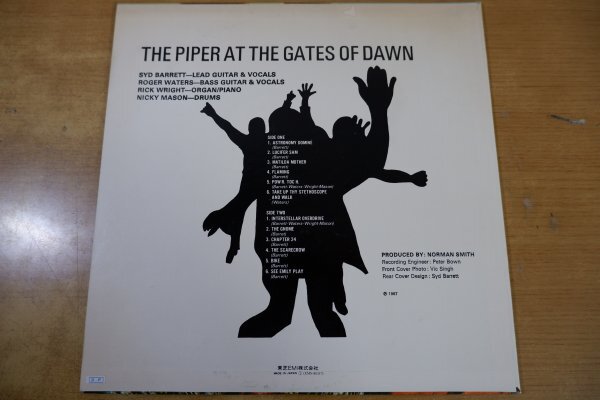 THE PIPER AT THE GATES OF DAWN
SYD BARRETT—LEAD GUITAR & VOCALS
ROGER WATERS—BASS GUITAR & VOCALS
RICK WRIGHT—ORGAN/PIANO
NICKY MASON—DRUMS
SIDE ONE
1. ASTRONOMY DOMINE
(Barrett)
2. LUCIFER SAM
(Barrett)
3. MATILDA MOTHER
(Barrett)
4. FLAMING
(Barrett)
5. POW R. TOC H.
(Barrett-Waters-Wright-Mason)
6. TAKE UP THY STETHOSCOPE
AND WALK
(Waters)
SIDE TWO
1. INTERSTELLAR OVERDRIVE
(Barrett-Waters-Wright-Mason)
2. THE GNOME
(Barrett)
3. CHAPTER 24
(Barrett)
4. THE SCARECROW
(Barrett)
5. BIKE
(Barrett)
6. SEE EMILY PLAY
(Barrett)
PRODUCED BY: NORMAN SMITH
Recording Engineer : Peter Bown
Front Cover Photo : Vic Singh
Rear Cover Design : Syd Barrett
℗ 1967
東芝EMI株式会社
MADE IN JAPAN